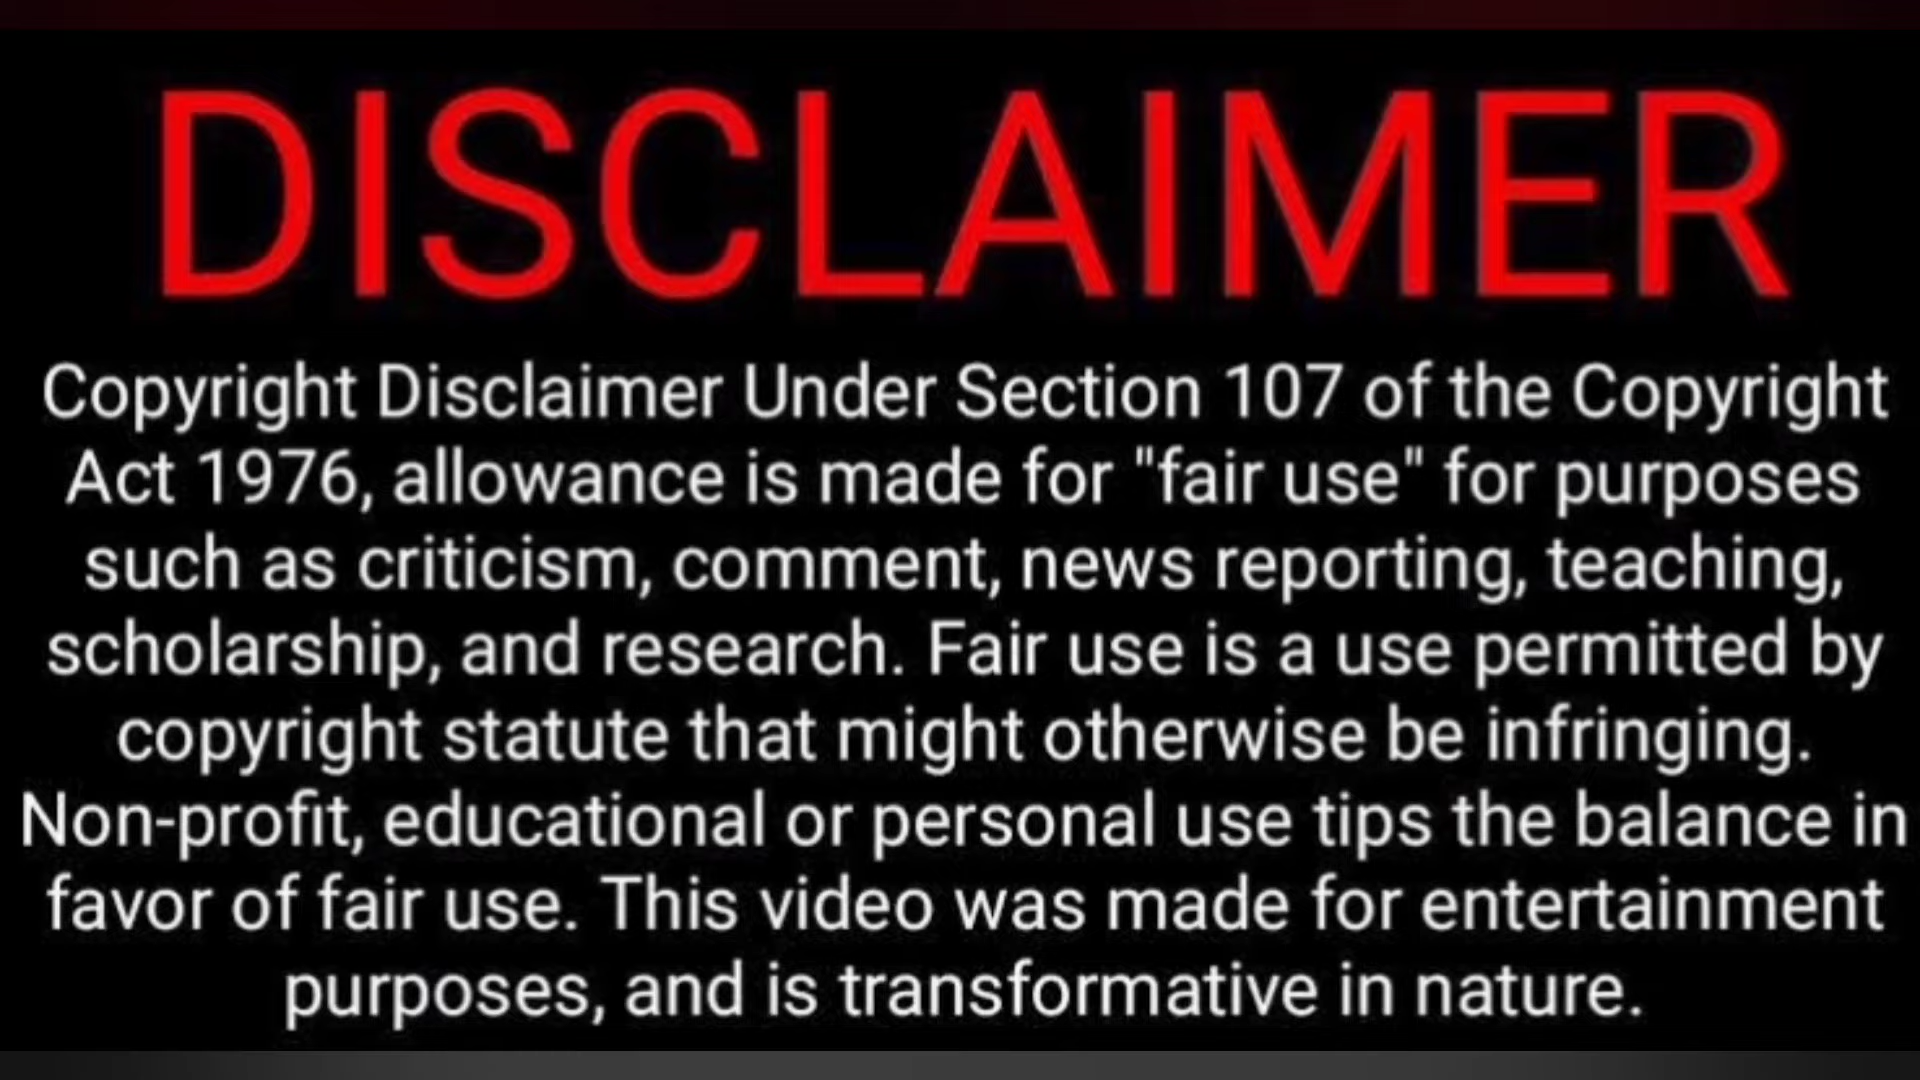 DISCLAIMER
Copyright Disclaimer Under Section 107 of the Copyright
Act 1976, allowance is made for "fair use" for purposes
such as criticism, comment, news reporting, teaching,
scholarship, and research. Fair use is a use permitted by
copyright statute that might otherwise be infringing.
Non-profit, educational or personal use tips the balance in
favor of fair use. This video was made for entertainment
purposes, and is transformative in nature.